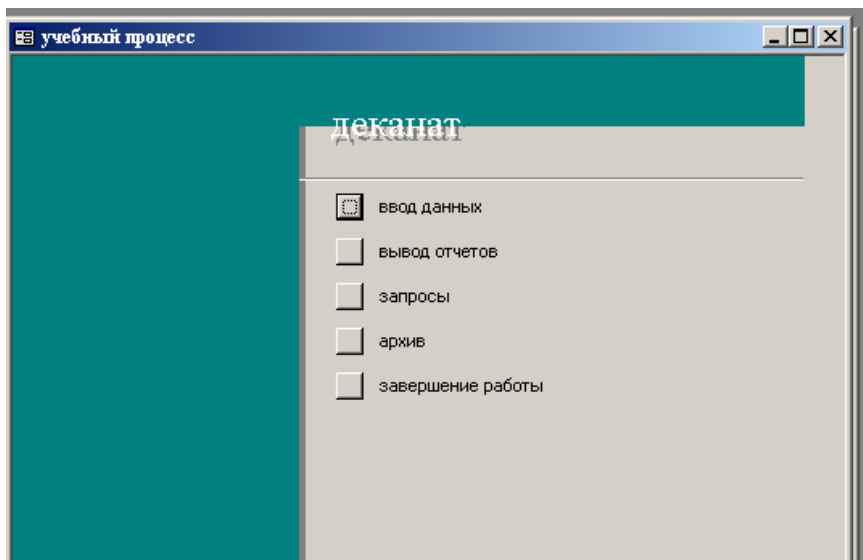 учебный процесс
деканат
ввод данных
вывод отчетов
запросы
архив
завершение работы